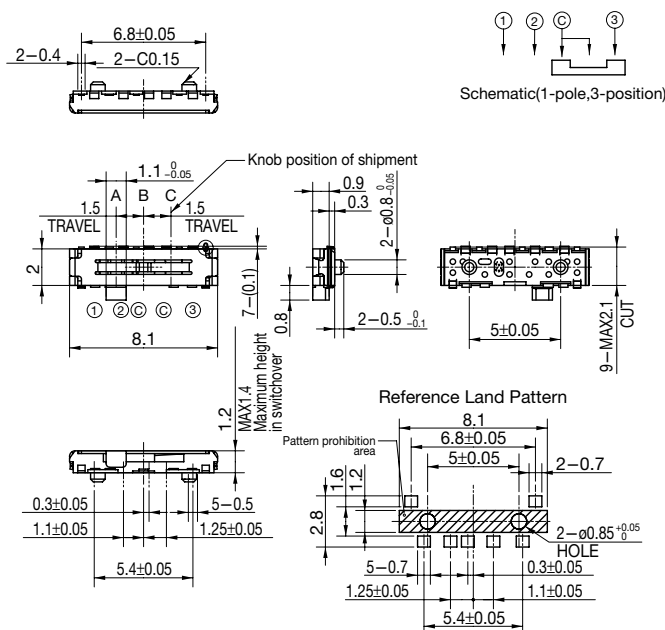 6.8±0.05
2−0.4
2−C0.15
① ② Ⓒ ③
Schematic(1-pole,3-position)
1.1 0 −0.05
Knob position of shipment
A B C
1.5
TRAVEL
1.5
TRAVEL
2
7−(0.1)
① ② Ⓒ Ⓒ ③
8.1
0.9
0.3
2−ø0.8 0 −0.05
0.8
2−0.5 0 −0.1
5±0.05
9−MAX2.1
CUT
1.2
MAX1.4
Maximum height
in switchover
0.3±0.05
5−0.5
1.1±0.05
1.25±0.05
5.4±0.05
Reference Land Pattern
8.1
Pattern prohibition
area
6.8±0.05
5±0.05
2−0.7
2.8
1.6
1.2
2−ø0.85 +0.05 0
HOLE
5−0.7
0.3±0.05
1.25±0.05
1.1±0.05
5.4±0.05